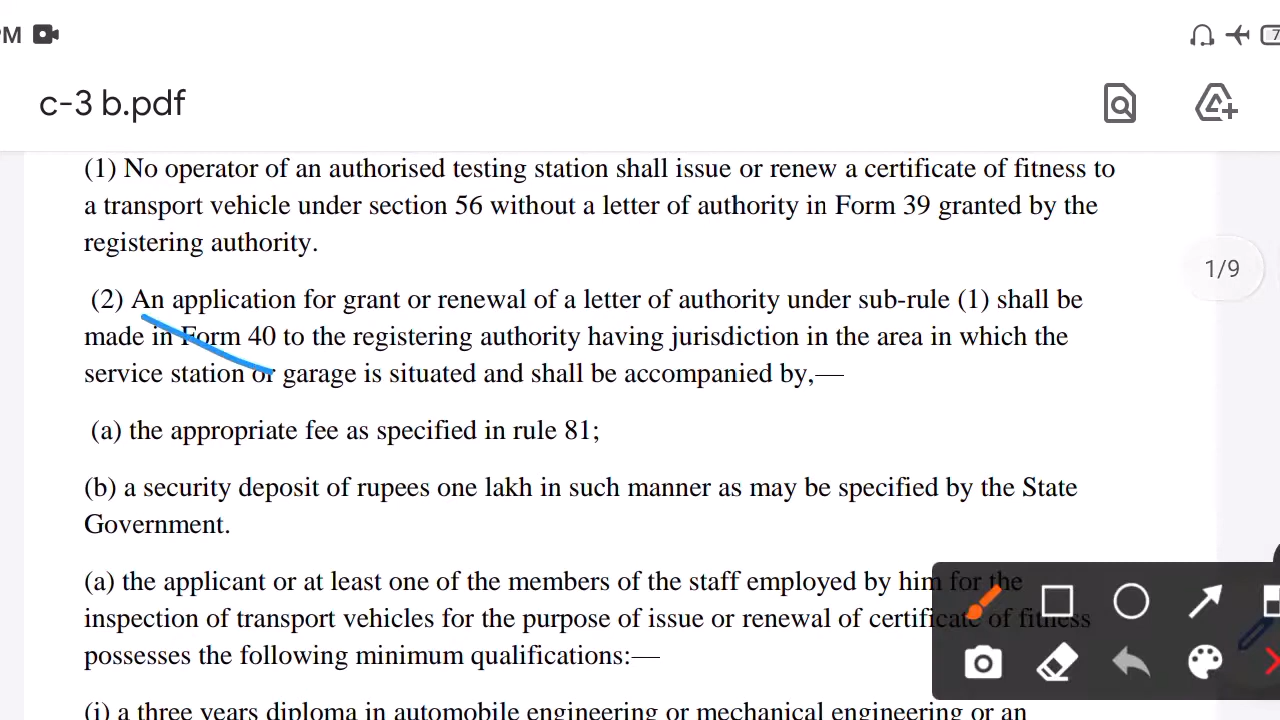 PM
7
c-3 b.pdf
(1) No operator of an authorised testing station shall issue or renew a certificate of fitness to
a transport vehicle under section 56 without a letter of authority in Form 39 granted by the
registering authority.
1/9
(2) An application for grant or renewal of a letter of authority under sub-rule (1) shall be
made in Form 40 to the registering authority having jurisdiction in the area in which the
service station or garage is situated and shall be accompanied by,—
(a) the appropriate fee as specified in rule 81;
(b) a security deposit of rupees one lakh in such manner as may be specified by the State
Government.
(a) the applicant or at least one of the members of the staff employed by him for the
inspection of transport vehicles for the purpose of issue or renewal of certificate of fitness
possesses the following minimum qualifications:—
(i) a three years diploma in automobile engineering or mechanical engineering or an